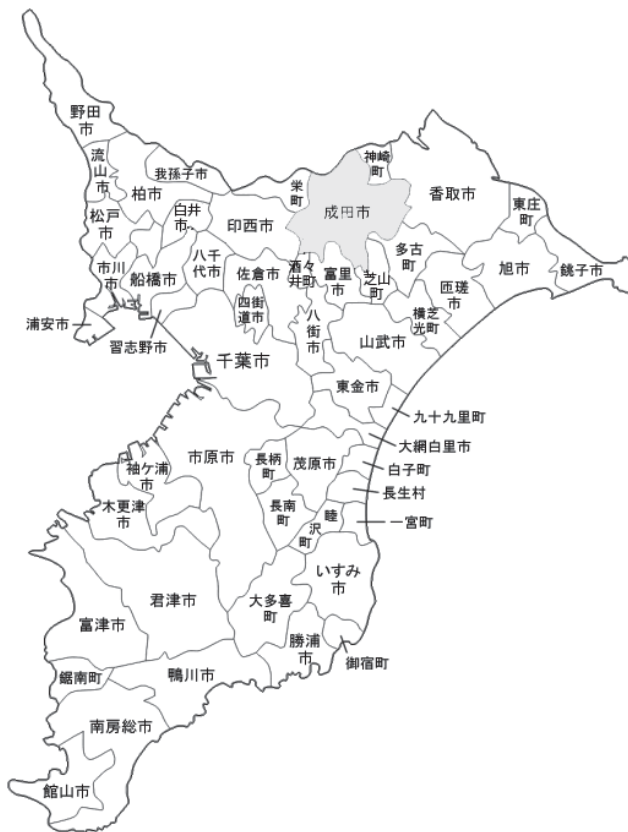 野田
市
流
山
市
我孫子市
柏市
松戸
市
白井
市
印西市
栄
町
成田市
神崎
町
香取市
東庄
町
市川
市
船橋市
八千
代市
佐倉市
酒々
井町
富里
市
芝山
町
多古
町
匝瑳
市
旭市
銚子市
浦安市
習志野市
四街
道市
八
街
市
横芝
光町
山武市
千葉市
東金市
九十九里町
大網白里市
白子町
長生村
一宮町
市原市
長柄
町
茂原市
袖ケ浦
市
木更津
市
長南
町
睦
沢
町
いすみ
市
君津市
大多喜
町
富津市
勝浦
市
御宿町
鋸南町
鴨川市
南房総市
館山市